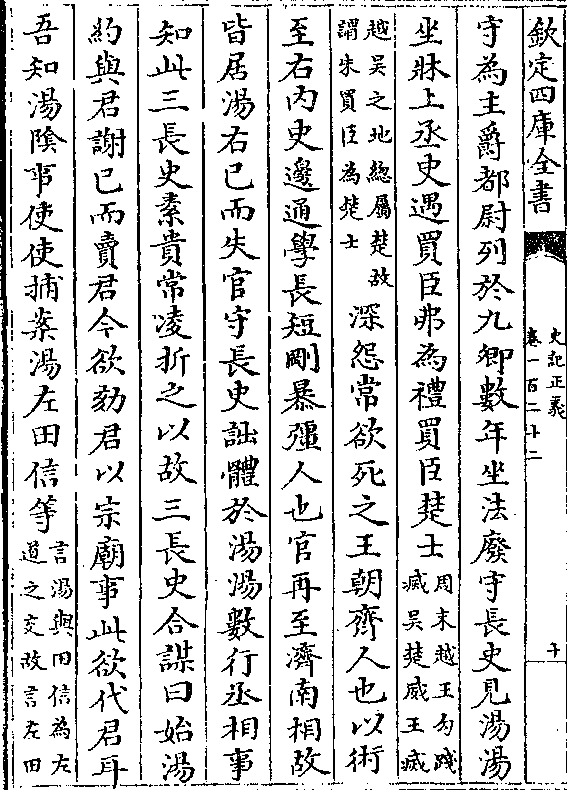 欽定四庫全書
史記正義
卷一百二十二
十
守為主爵都尉列於九卿數年坐法廢守長史見湯湯
坐牀上丞史遇買臣弗為禮買臣楚士周末越王勾踐
滅吳楚威王滅
越吳之地總屬楚故
謂朱買臣為楚士深怨常欲死之王朝齊人也以術
至右內史邊通學長短剛暴彊人也官再至濟南相故
皆居湯右已而失官守長史詘體於湯湯數行丞相事
知此三長史素貴常凌折之以故三長史合謀曰始湯
約與君謝已而賣君今欲劾君以宗廟事此欲代君耳
吾知湯陰事使使捕案湯左田信等言湯與田信為左
道之交故言左田